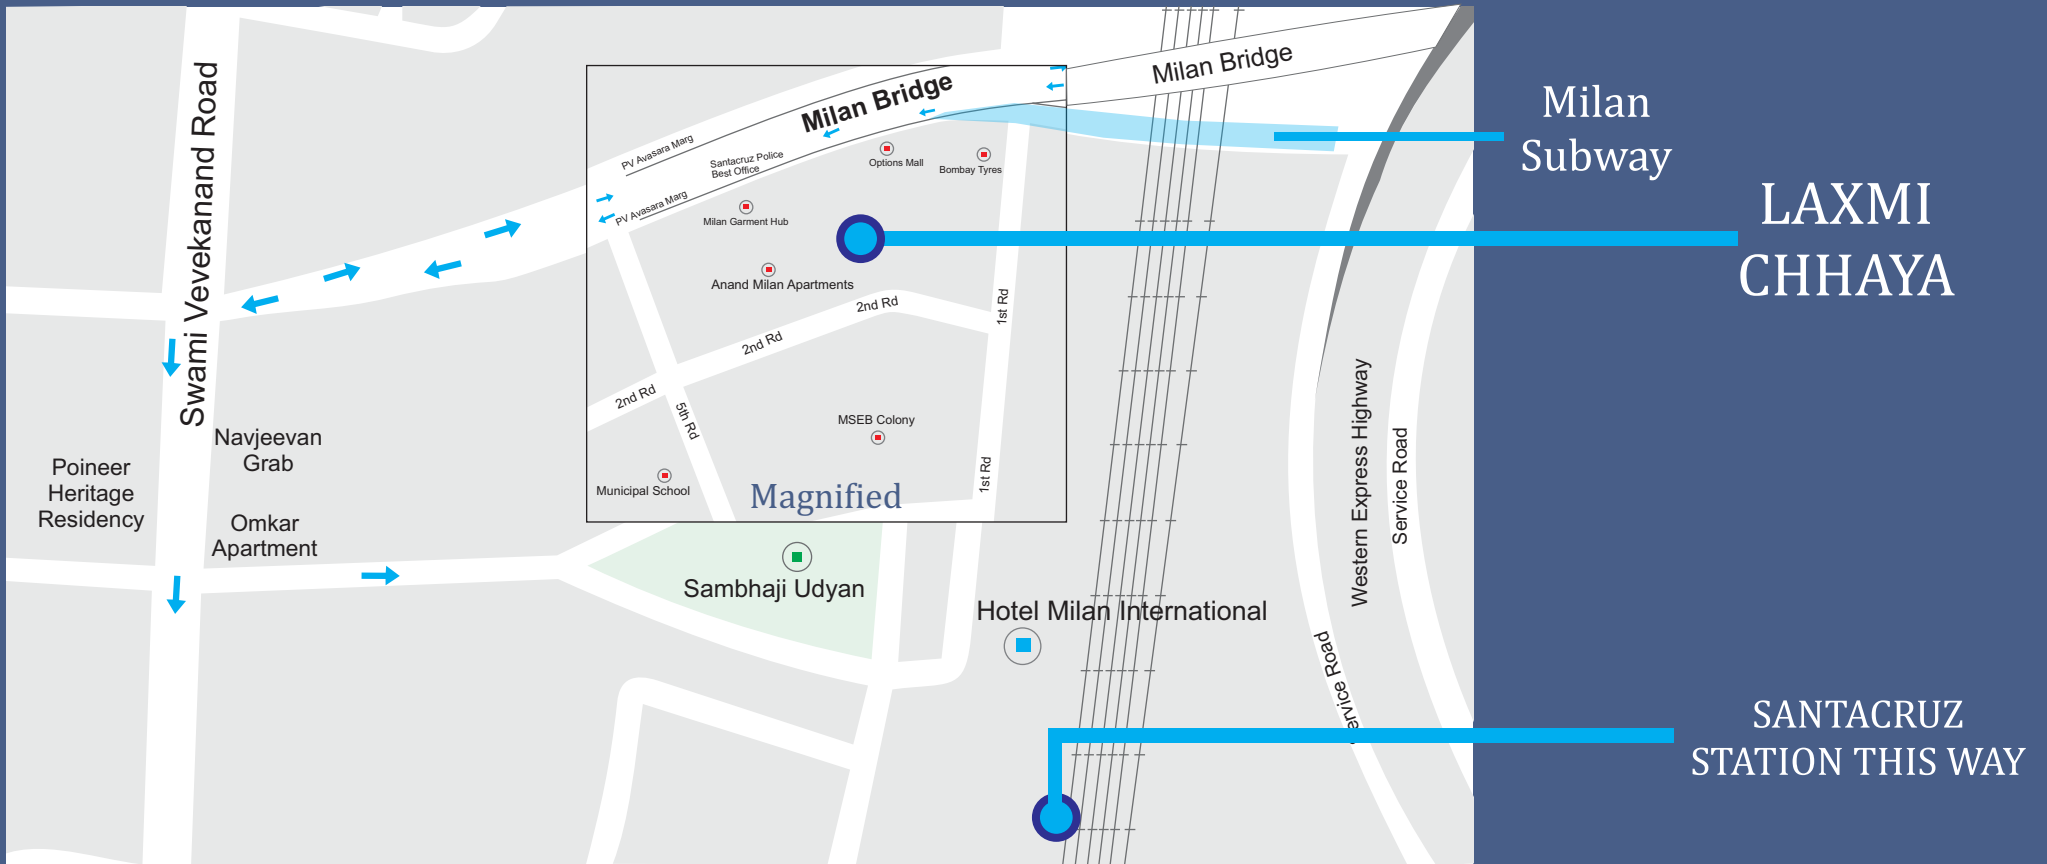 Milan Bridge
Milan Bridge
Milan
Subway
PV Avasara Marg
Santacruz Police
Best Office
Options Mall
Bombay Tyres
PV Avasara Marg
Milan Garment Hub
LAXMI
CHHAYA
Swami Vevekanand Road
Anand Milan Apartments
2nd Rd
1st Rd
2nd Rd
2nd Rd
5th Rd
MSEB Colony
Navjeevan
Grab
Poineer
Heritage
Residency
Municipal School
Magnified
1st Rd
Western Express Highway
Service Road
Omkar
Apartment
Sambhaji Udyan
Hotel Milan International
Service Road
SANTACRUZ
STATION THIS WAY